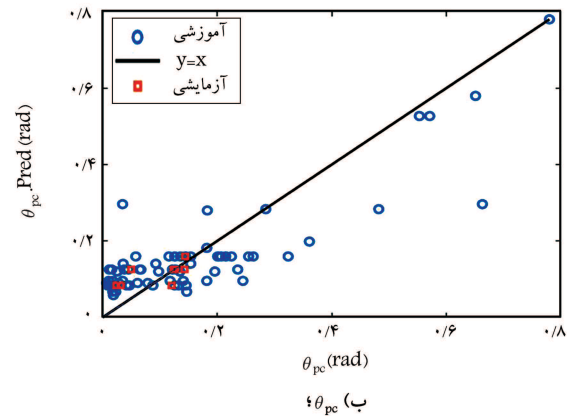 آموزشی
y=x
آزمایشی
θpc.Pred (rad)
۰/۸
۰/۶
۰/۴
۰/۲
۰
۰ ۰/۲ ۰/۴ ۰/۶ ۰/۸
θpc (rad)
ب) θpc؛